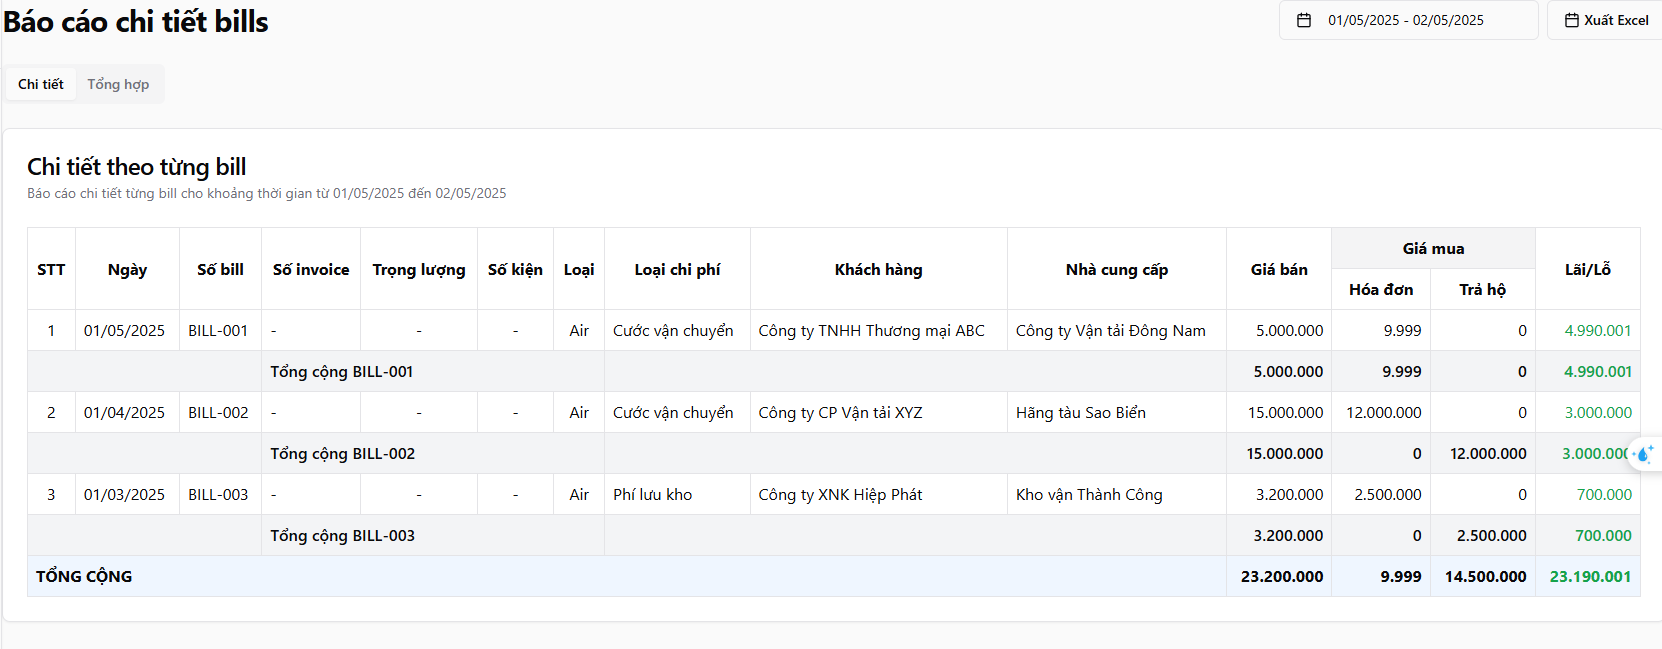 Báo cáo chi tiết bills
01/05/2025 - 02/05/2025
Xuất Excel
Chi tiết
Tổng hợp
Chi tiết theo từng bill
Báo cáo chi tiết từng bill cho khoảng thời gian từ 01/05/2025 đến 02/05/2025
STT Ngày Số bill Số invoice Trọng lượng Số kiện Loại Loại chi phí Khách hàng Nhà cung cấp Giá bán Giá mua Lãi/Lỗ
Hóa đơn Trả hộ
1 01/05/2025 BILL-001 - - - Air Cước vận chuyển Công ty TNHH Thương mại ABC Công ty Vận tải Đông Nam 5.000.000 9.999 0 4.990.001
Tổng cộng BILL-001 5.000.000 9.999 0 4.990.001
2 01/04/2025 BILL-002 - - - Air Cước vận chuyển Công ty CP Vận tải XYZ Hãng tàu Sao Biển 15.000.000 12.000.000 0 3.000.000
Tổng cộng BILL-002 15.000.000 0 12.000.000 3.000.000
3 01/03/2025 BILL-003 - - - Air Phí lưu kho Công ty XNK Hiệp Phát Kho vận Thành Công 3.200.000 2.500.000 0 700.000
Tổng cộng BILL-003 3.200.000 0 2.500.000 700.000
TỔNG CỘNG 23.200.000 9.999 14.500.000 23.190.001